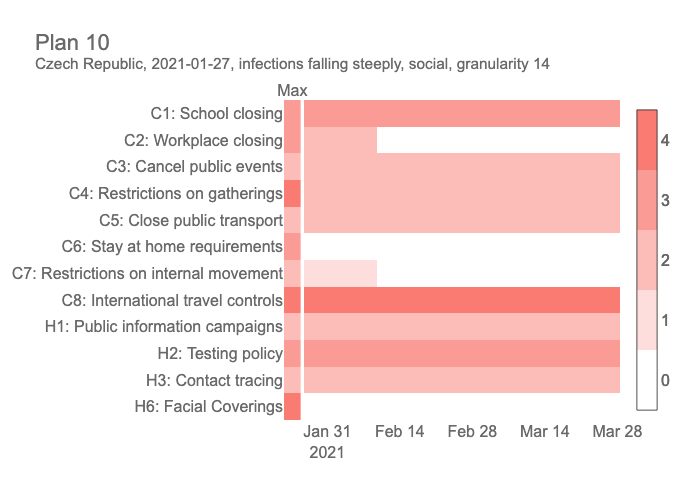 Plan 10
Czech Republic, 2021-01-27, infections falling steeply, social, granularity 14
Max
C1: School closing
C2: Workplace closing
C3: Cancel public events
C4: Restrictions on gatherings
C5: Close public transport
C6: Stay at home requirements
C7: Restrictions on internal movement
C8: International travel controls
H1: Public information campaigns
H2: Testing policy
H3: Contact tracing
H6: Facial Coverings
4
3
2
1
0
Jan 31 Feb 14 Feb 28 Mar 14 Mar 28
2021